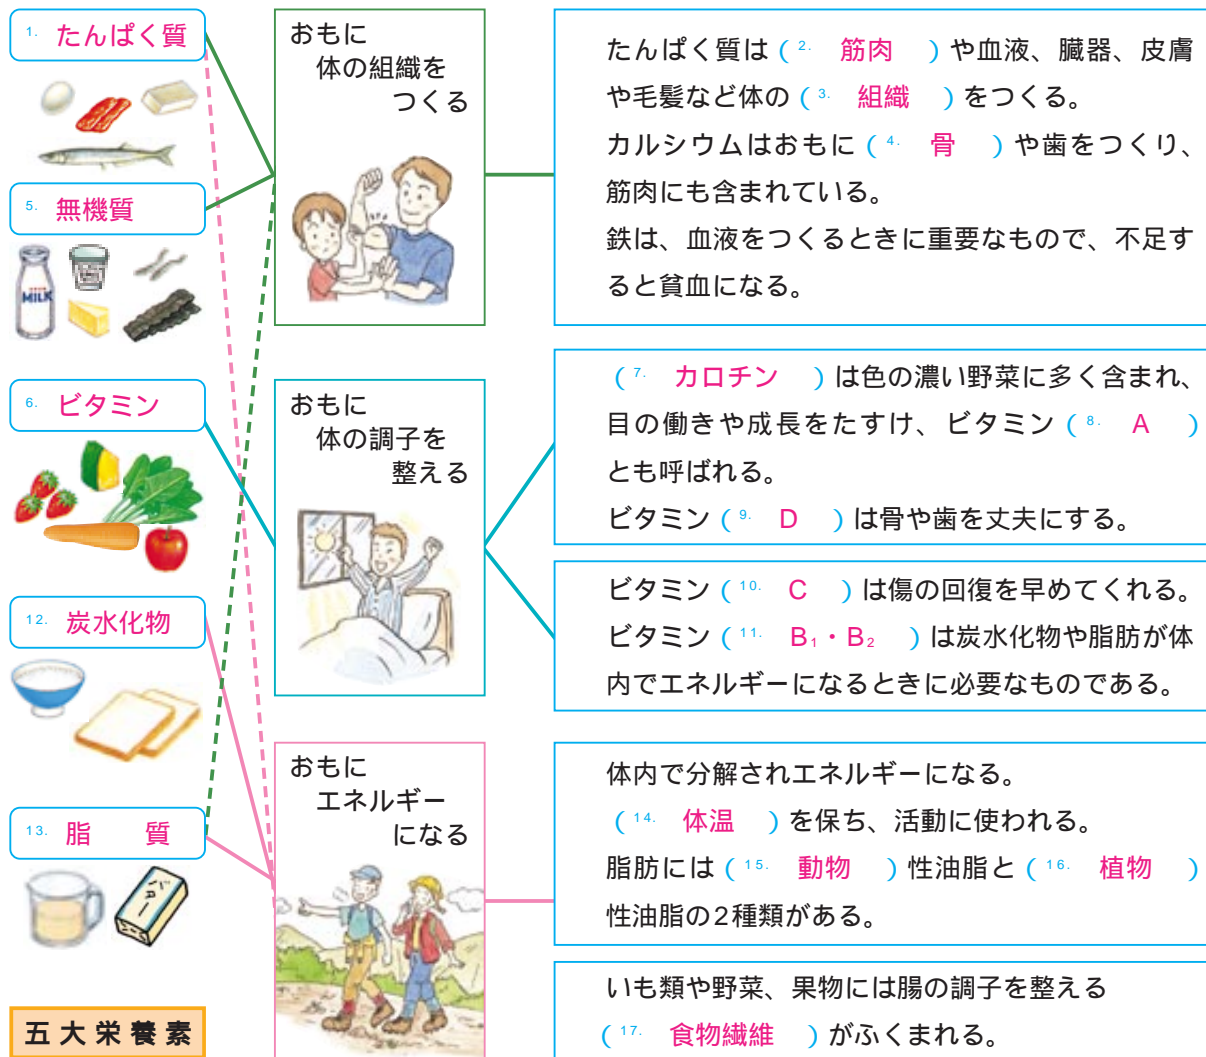 1. たんぱく質
MILK
5. 無機質
6. ビタミン
12. 炭水化物
13. 脂　質
バター
五大栄養素
おもに
体の組織を
つくる
おもに
体の調子を
整える
おもに
エネルギー
になる
たんぱく質は（2. 筋肉 ）や血液、臓器、皮膚
や毛髪など体の（3. 組織 ）をつくる。
カルシウムはおもに（4. 骨 ）や歯をつくり、
筋肉にも含まれている。
鉄は、血液をつくるときに重要なもので、不足す
ると貧血になる。
（7. カロチン ）は色の濃い野菜に多く含まれ、
目の働きや成長をたすけ、ビタミン（8. A ）
とも呼ばれる。
ビタミン（9. D ）は骨や歯を丈夫にする。
ビタミン（10. C ）は傷の回復を早めてくれる。
ビタミン（11. B₁・B₂ ）は炭水化物や脂肪が体
内でエネルギーになるときに必要なものである。
体内で分解されエネルギーになる。
（14. 体温 ）を保ち、活動に使われる。
脂肪には（15. 動物 ）性油脂と（16. 植物 ）
性油脂の2種類がある。
いも類や野菜、果物には腸の調子を整える
（17. 食物繊維 ）がふくまれる。